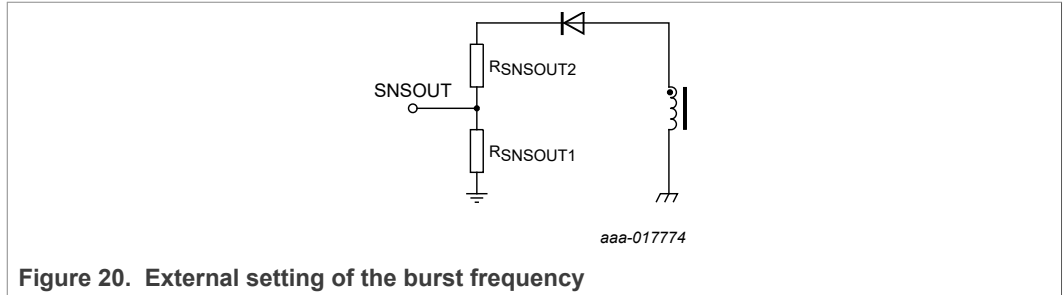 RSNSOUT2
SNSOUT
RSNSOUT1
aaa-017774
Figure 20. External setting of the burst frequency